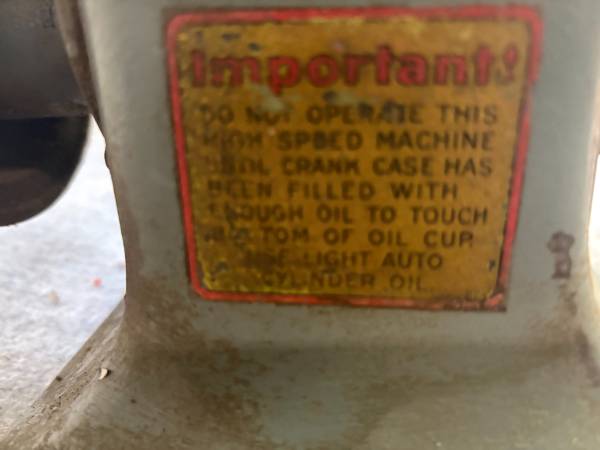 Important!
DO NOT OPERATE THIS
HIGH SPEED MACHINE
UNTIL CRANK CASE HAS
BEEN FILLED WITH
ENOUGH OIL TO TOUCH
BOTTOM OF OIL CUP.
USE LIGHT AUTO
CYLINDER OIL.